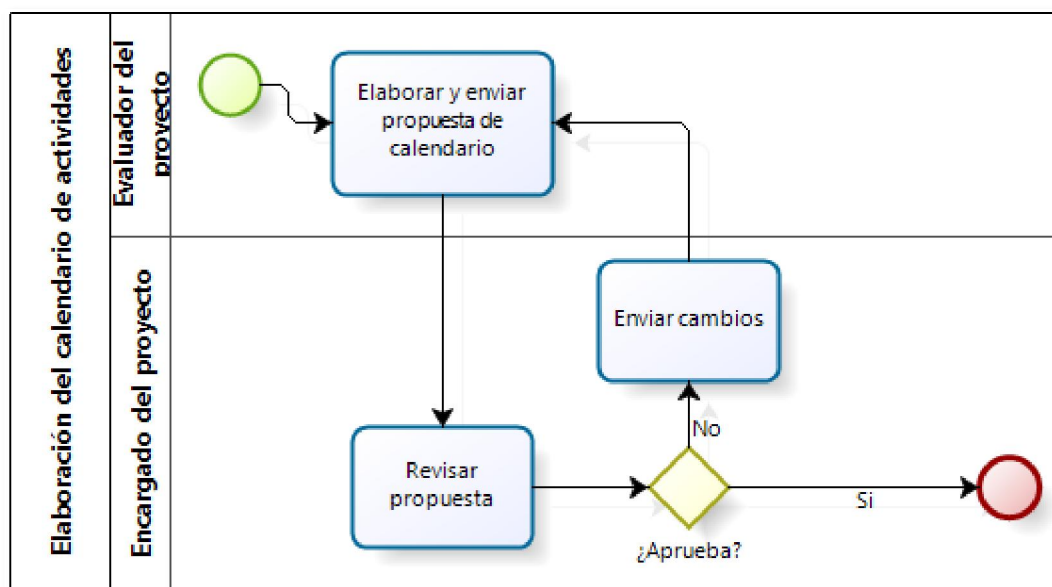 Elaboración del calendario de actividades
Evaluador del
proyecto
Encargado del proyecto
Elaborar y enviar
propuesta de
calendario
Enviar cambios
No
Revisar
propuesta
Si
¿Aprueba?